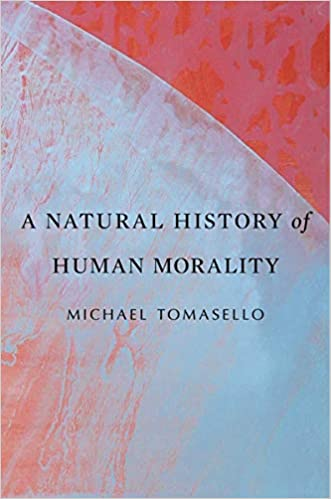 A NATURAL HISTORY of
HUMAN MORALITY
MICHAEL TOMASELLO